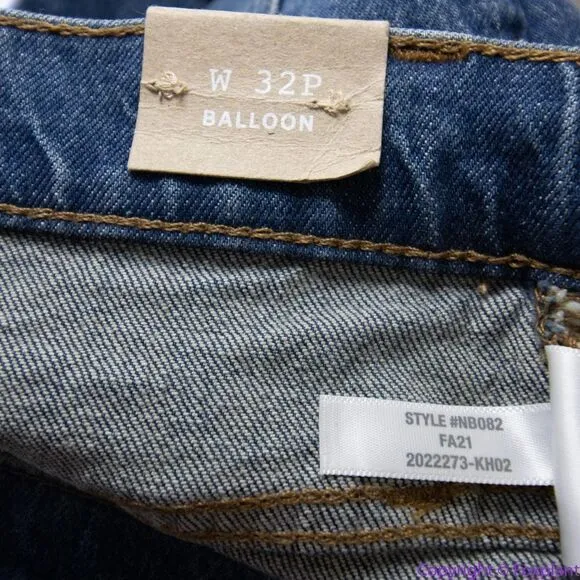 W 32P
BALLOON
STYLE #NB082
FA21
2022273-KH02